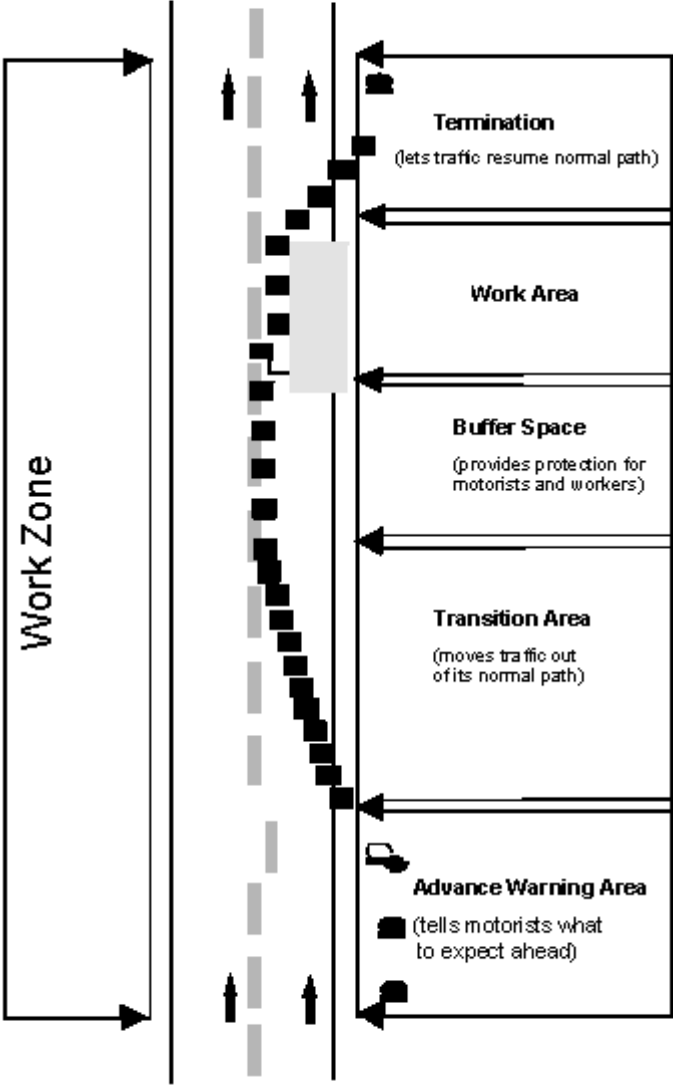 Termination
(lets traffic resume normal path)
Work Area
Buffer Space
(provides protection for
motorists and workers)
Work Zone
Transition Area
(moves traffic out
of its normal path)
Advance Warning Area
(tells motorists what
to expect ahead)